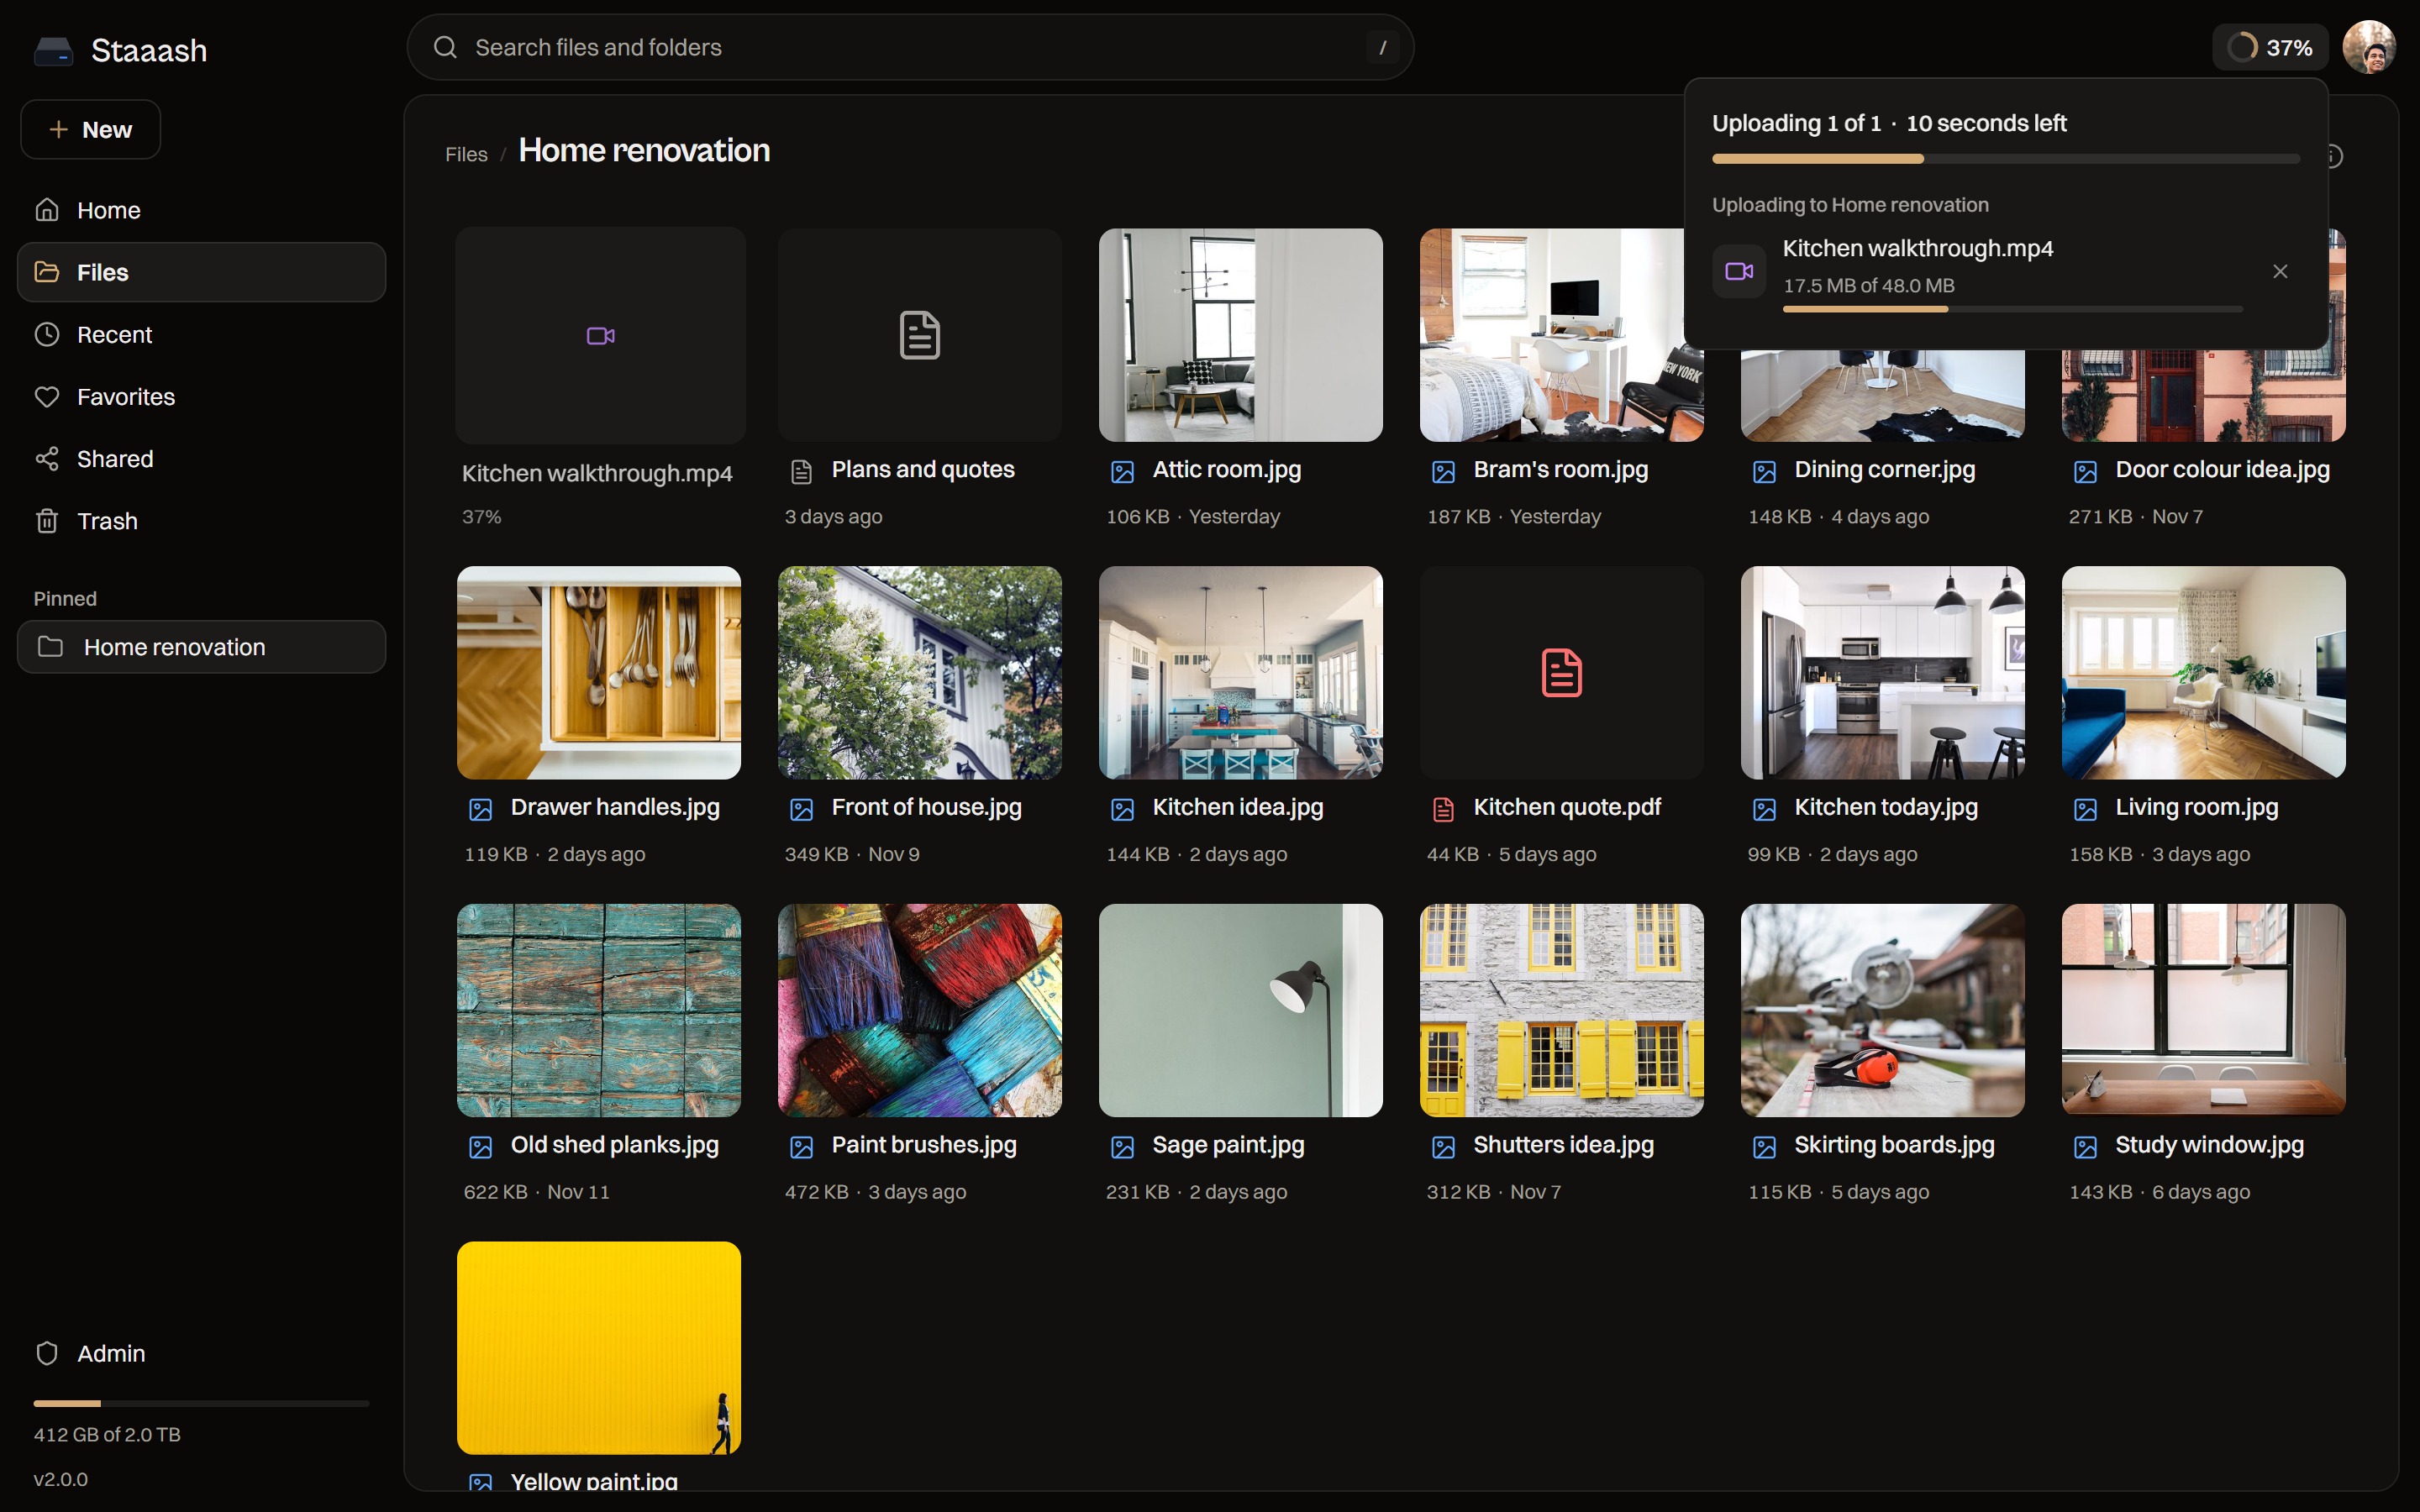 Staaash
Search files and folders
/
37%
New
Home
Files
Recent
Favorites
Shared
Trash
Pinned
Home renovation
Admin
412 GB of 2.0 TB
v2.0.0
Files / Home renovation
Uploading 1 of 1 · 10 seconds left
Uploading to Home renovation
Kitchen walkthrough.mp4
17.5 MB of 48.0 MB
NEW YORK
Kitchen walkthrough.mp4
37%
Plans and quotes
3 days ago
Attic room.jpg
106 KB · Yesterday
Bram's room.jpg
187 KB · Yesterday
Dining corner.jpg
148 KB · 4 days ago
Door colour idea.jpg
271 KB · Nov 7
Drawer handles.jpg
119 KB · 2 days ago
Front of house.jpg
349 KB · Nov 9
Kitchen idea.jpg
144 KB · 2 days ago
Kitchen quote.pdf
44 KB · 5 days ago
Kitchen today.jpg
99 KB · 2 days ago
Living room.jpg
158 KB · 3 days ago
Old shed planks.jpg
622 KB · Nov 11
Paint brushes.jpg
472 KB · 3 days ago
Sage paint.jpg
231 KB · 2 days ago
Shutters idea.jpg
312 KB · Nov 7
Skirting boards.jpg
115 KB · 5 days ago
Study window.jpg
143 KB · 6 days ago
Yellow paint.jpg